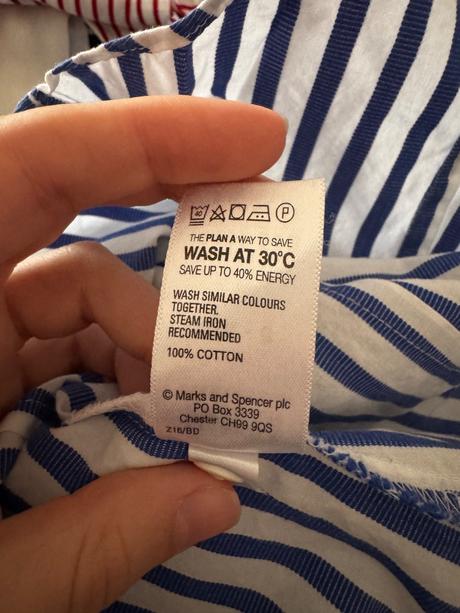 40 P
THE PLAN A WAY TO SAVE
WASH AT 30°C
SAVE UP TO 40% ENERGY
WASH SIMILAR COLOURS
TOGETHER.
STEAM IRON
RECOMMENDED
100% COTTON
© Marks and Spencer plc
PO Box 3339
Chester CH99 9QS
Z16/BD